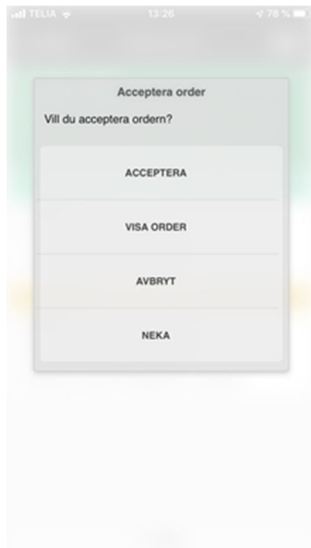 TELIA 13:26 78 %
Acceptera order
Vill du acceptera ordern?
ACCEPTERA
VISA ORDER
AVBRYT
NEKA